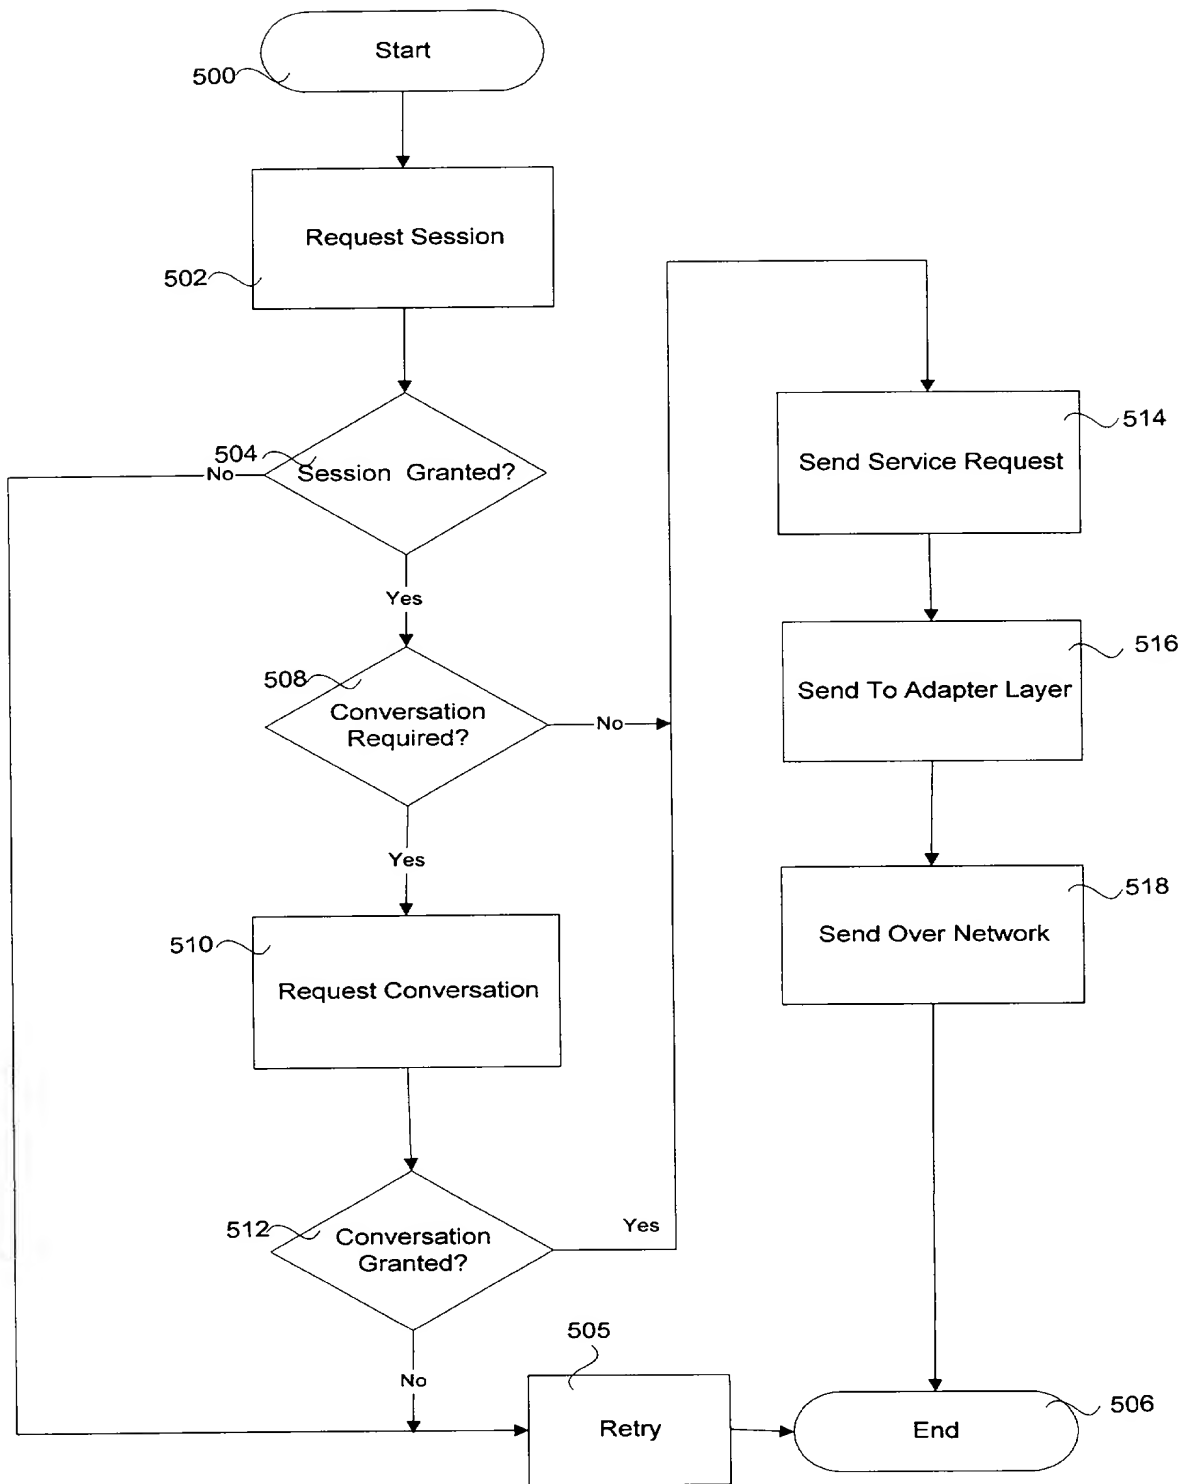 Start
500
Request Session
502
504
No
Session Granted?
Yes
508
Conversation
Required?
No
Yes
510
Request Conversation
512
Conversation
Granted?
Yes
No
505
Retry
514
Send Service Request
516
Send To Adapter Layer
518
Send Over Network
506
End